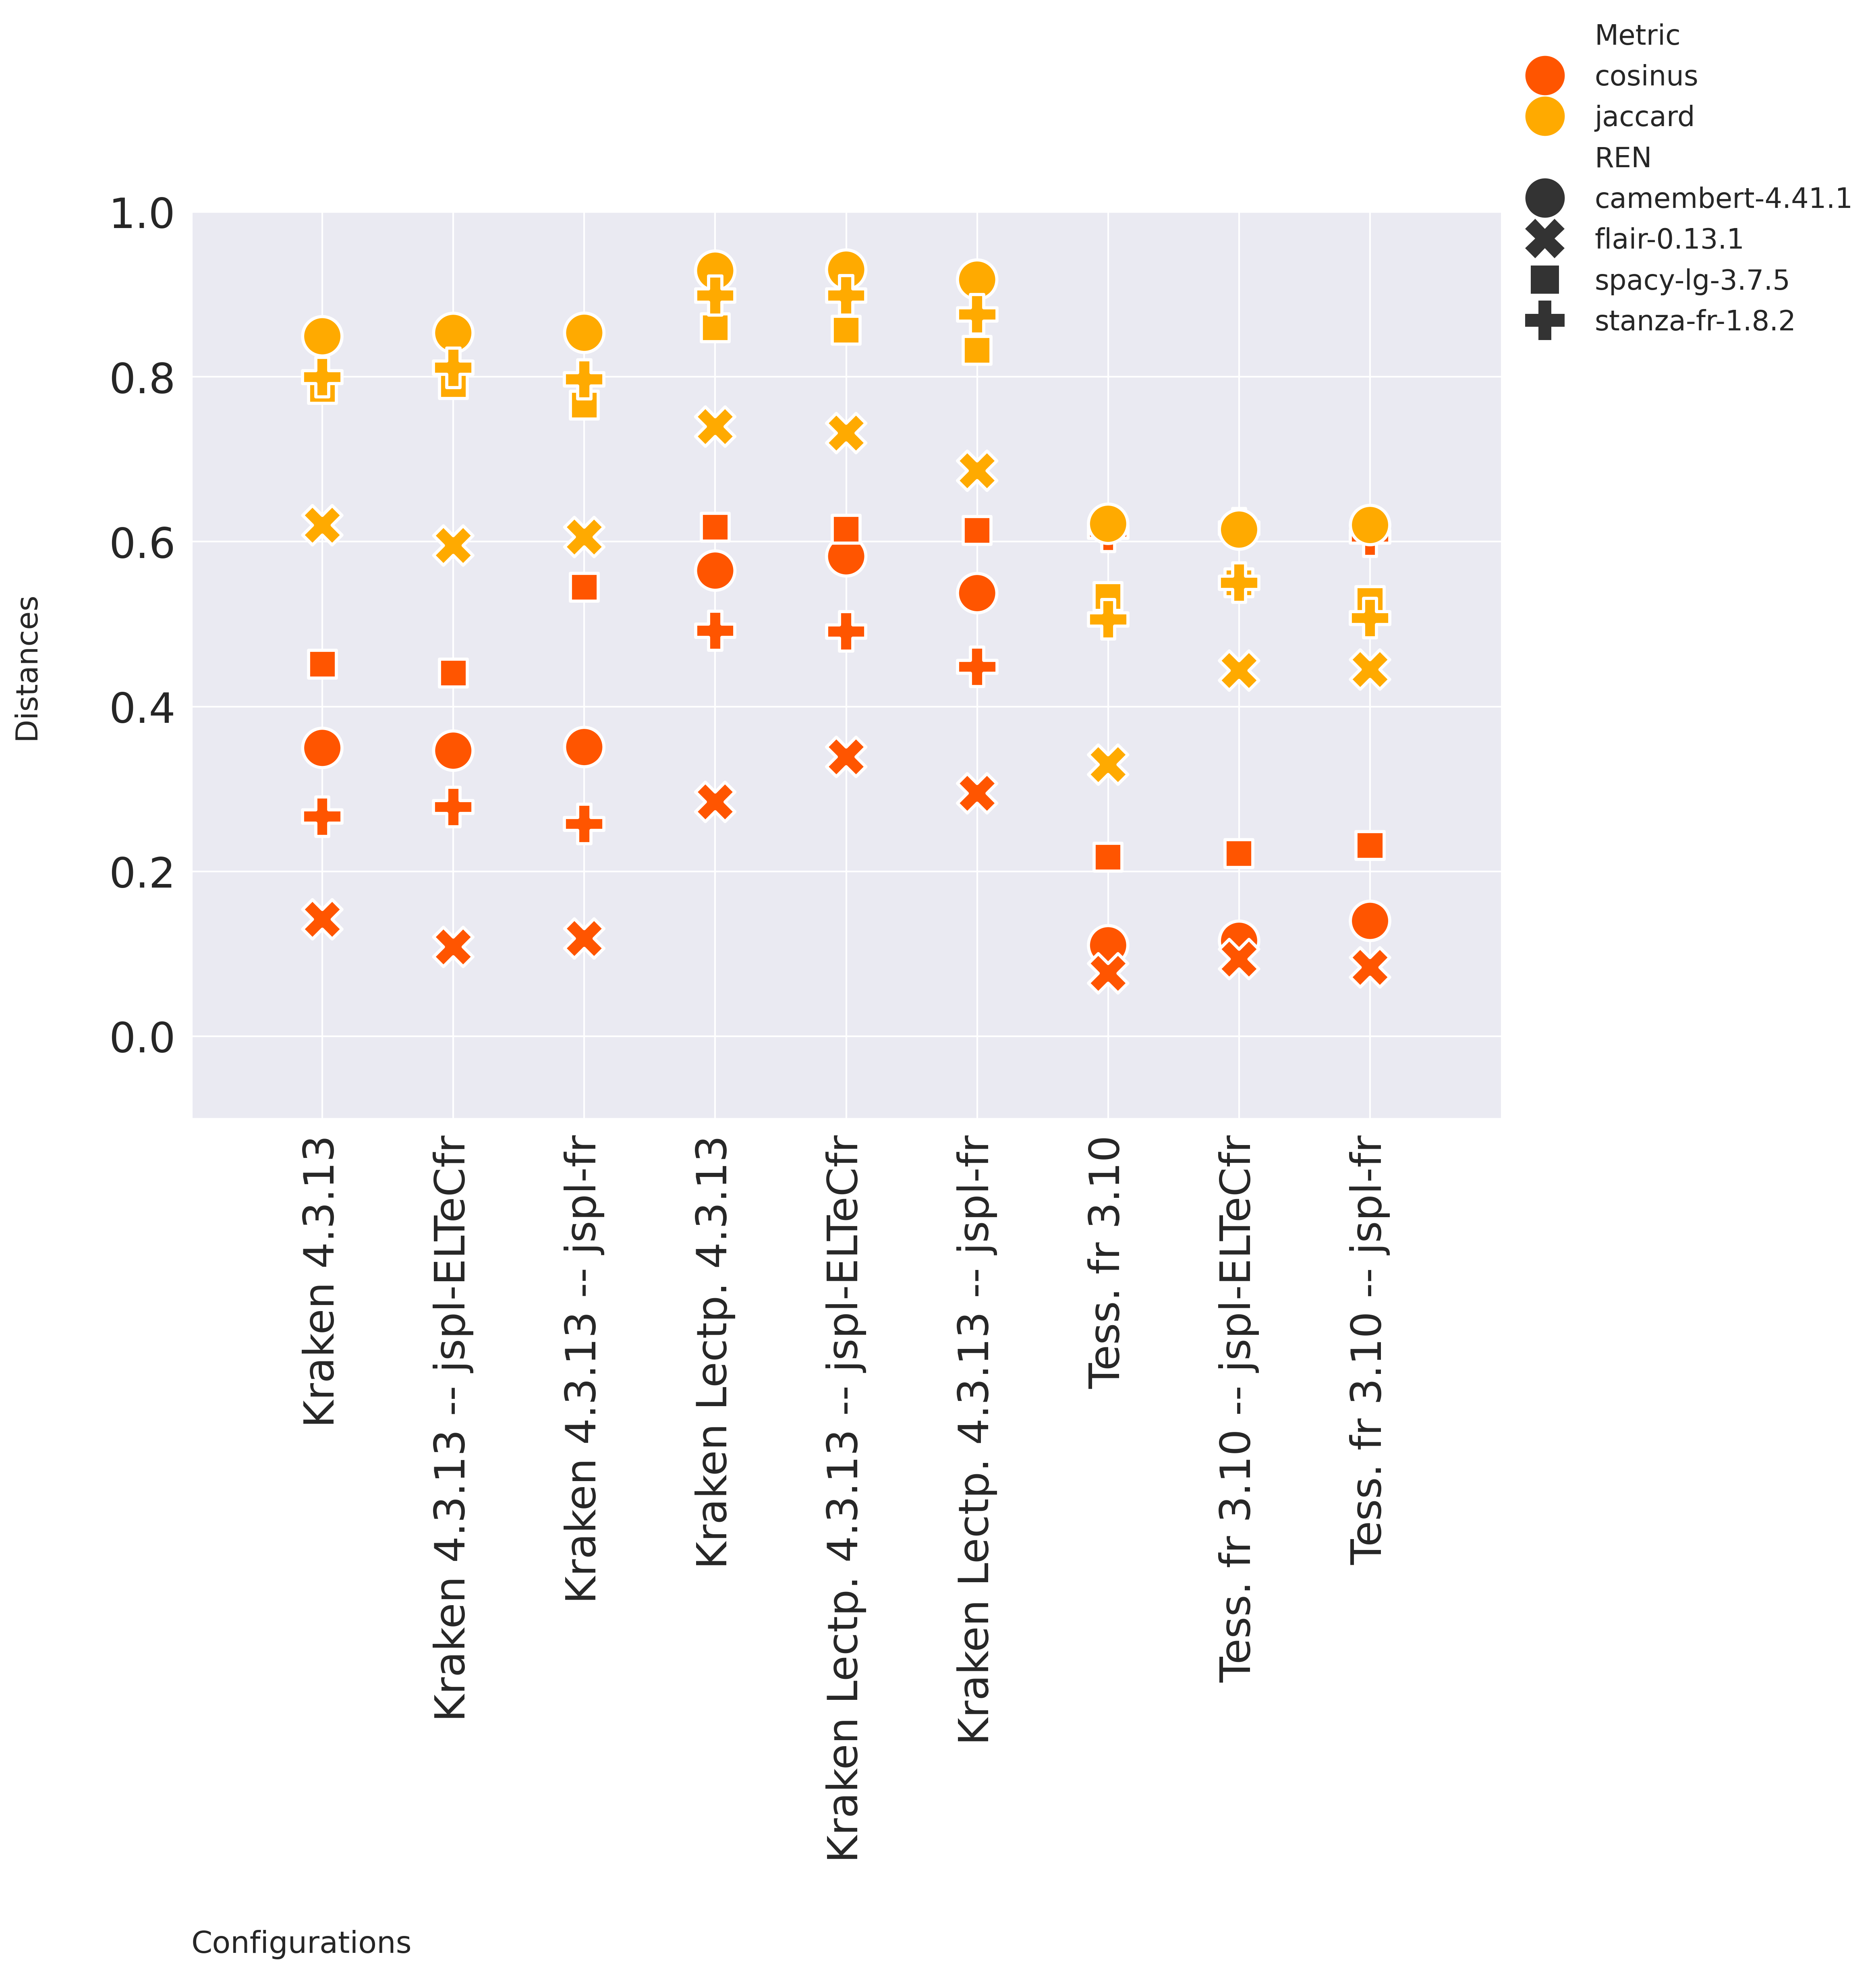 Metric
cosinus
jaccard
REN
camembert-4.41.1
flair-0.13.1
spacy-lg-3.7.5
stanza-fr-1.8.2
1.0
0.8
0.6
0.4
0.2
0.0
Distances
Kraken 4.3.13
Kraken 4.3.13 -- jspl-ELTeCfr
Kraken 4.3.13 -- jspl-fr
Kraken Lectp. 4.3.13
Kraken Lectp. 4.3.13 -- jspl-ELTeCfr
Kraken Lectp. 4.3.13 -- jspl-fr
Tess. fr 3.10
Tess. fr 3.10 -- jspl-ELTeCfr
Tess. fr 3.10 -- jspl-fr
Configurations